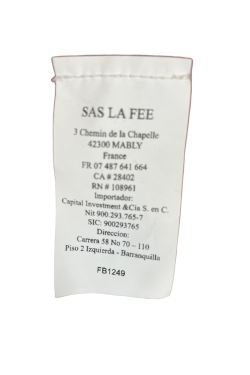 SAS LA FEE
3 Chemin de la Chapelle
42300 MABLY
France
FR 07 487 641 664
CA # 28402
RN # 108961
Importador:
Capital Investment &Cia S. en C.
Nit 900.293.765-7
SIC: 900293765
Direccion:
Carrera 58 No 70 – 110
Piso 2 Izquierda - Barranquilla
FB1249